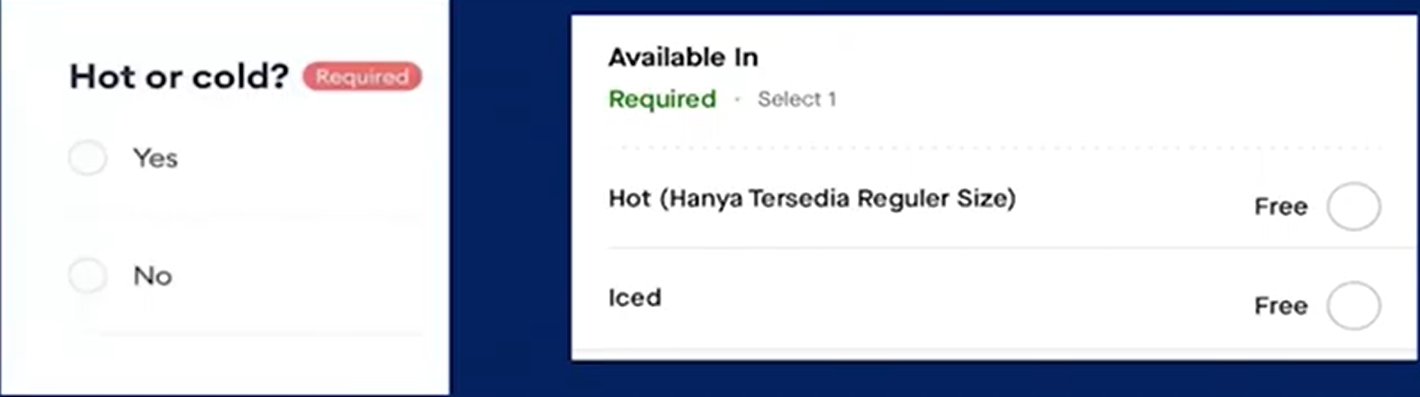 Hot or cold? Required
Yes
No
Available In
Required · Select 1
Hot (Hanya Tersedia Reguler Size) Free
Iced Free